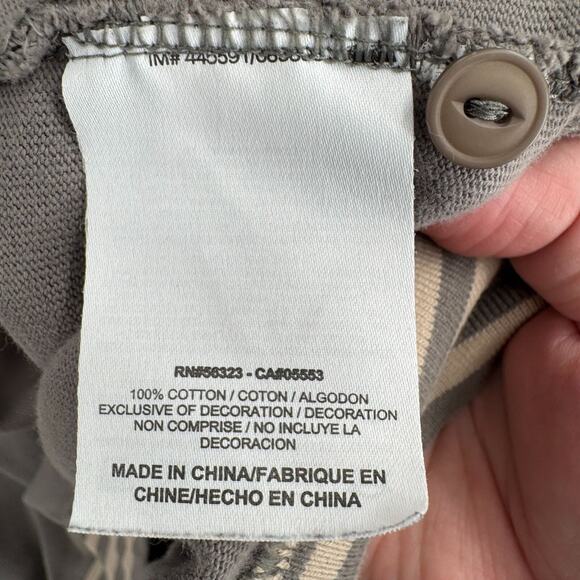 RN#56323 - CA#05553
100% COTTON / COTON / ALGODON
EXCLUSIVE OF DECORATION / DECORATION
NON COMPRISE / NO INCLUYE LA
DECORACION
MADE IN CHINA/FABRIQUE EN
CHINE/HECHO EN CHINA